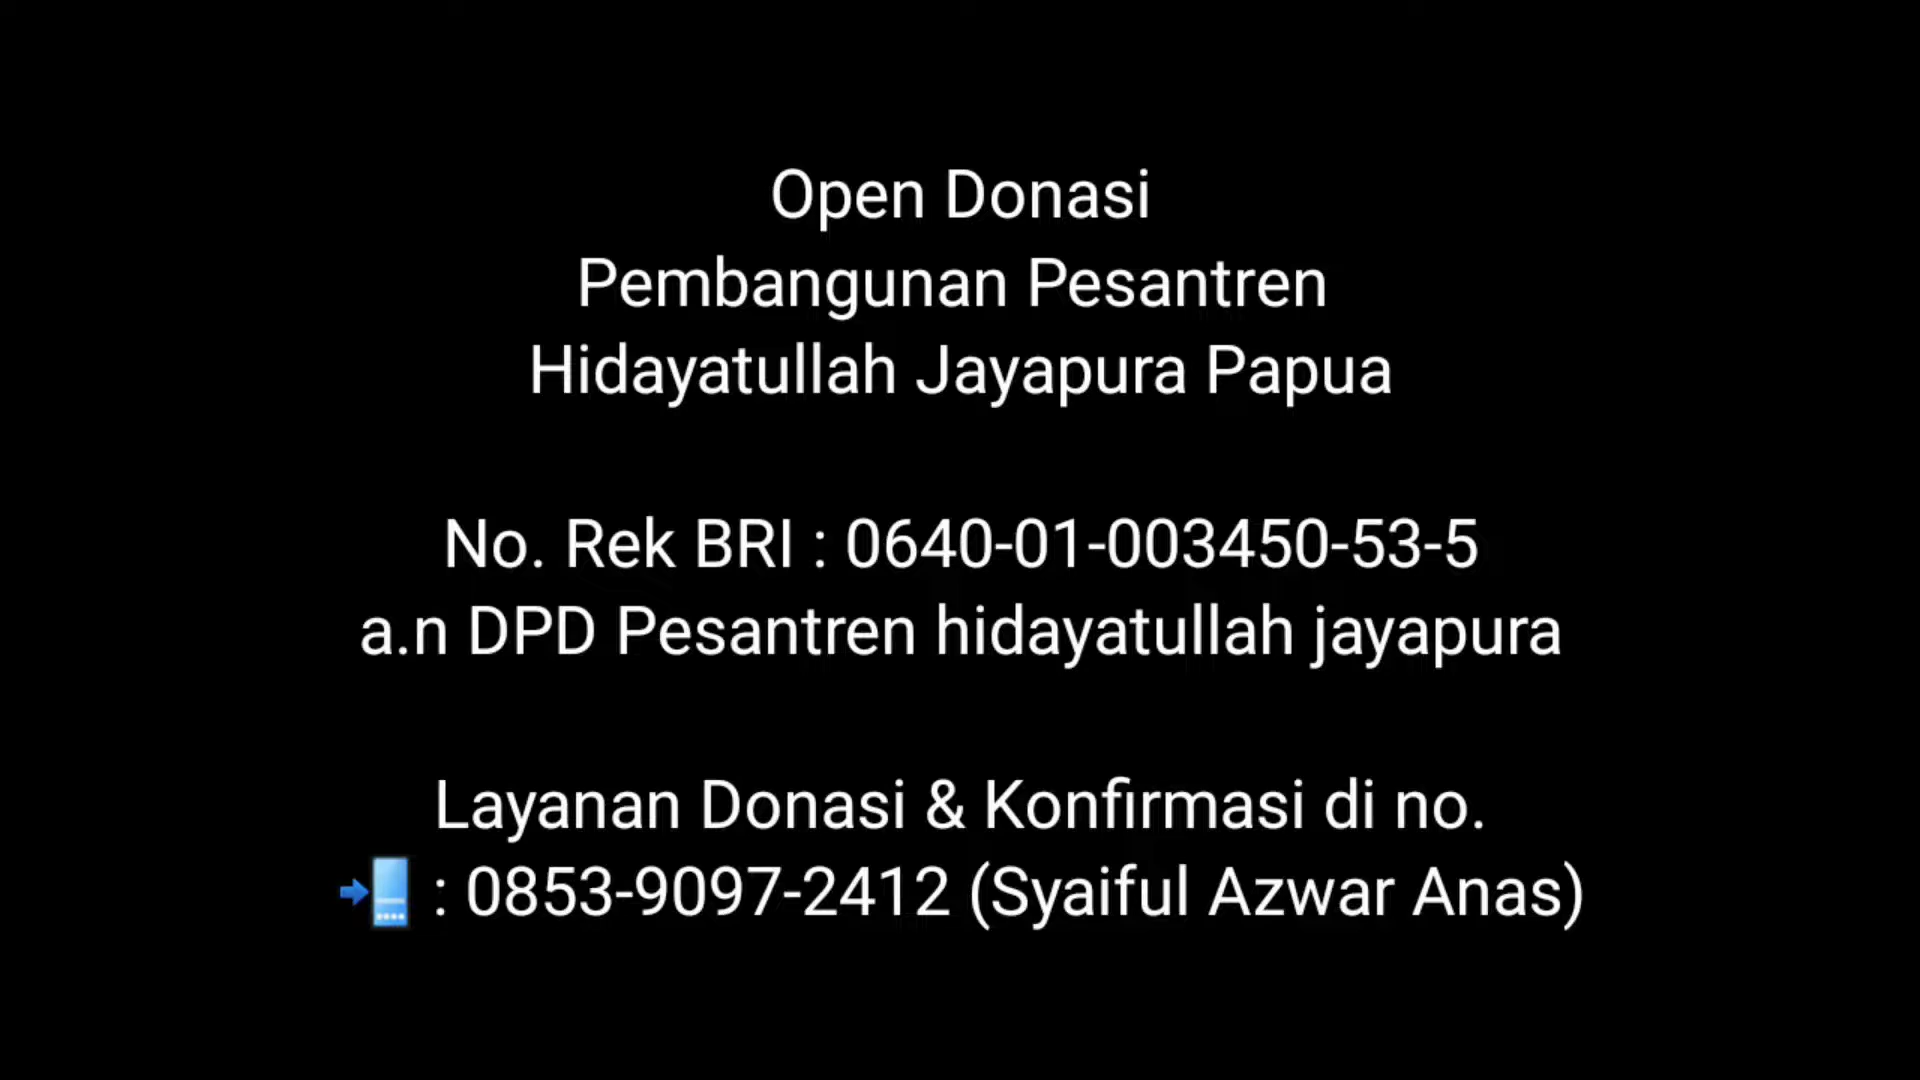 Open Donasi
Pembangunan Pesantren
Hidayatullah Jayapura Papua
No. Rek BRI : 0640-01-003450-53-5
a.n DPD Pesantren hidayatullah jayapura
Layanan Donasi & Konfirmasi di no.
📲 : 0853-9097-2412 (Syaiful Azwar Anas)